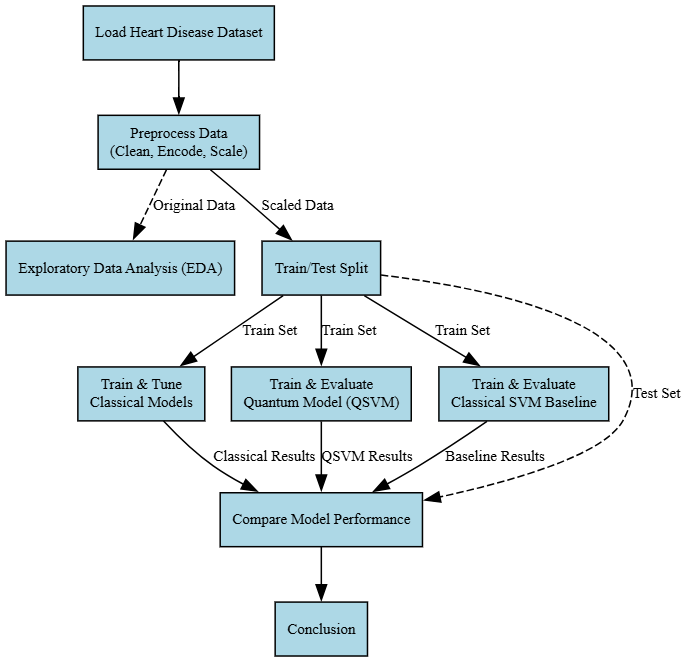 Load Heart Disease Dataset
Preprocess Data
(Clean, Encode, Scale)
Original Data
Scaled Data
Exploratory Data Analysis (EDA)
Train/Test Split
Train Set
Train Set
Train Set
Train & Tune
Classical Models
Train & Evaluate
Quantum Model (QSVM)
Train & Evaluate
Classical SVM Baseline
Test Set
Classical Results
QSVM Results
Baseline Results
Compare Model Performance
Conclusion